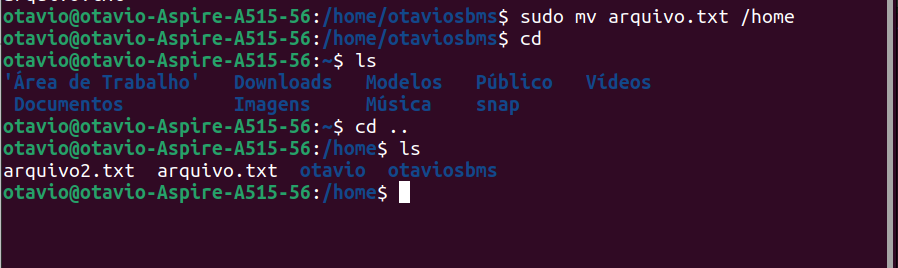 otavio@otavio-Aspire-A515-56:/home/otaviosbms$ sudo mv arquivo.txt /home
otavio@otavio-Aspire-A515-56:/home/otaviosbms$ cd
otavio@otavio-Aspire-A515-56:~$ ls
'Área de Trabalho'   Downloads   Modelos   Público   Vídeos
 Documentos          Imagens     Música    snap
otavio@otavio-Aspire-A515-56:~$ cd ..
otavio@otavio-Aspire-A515-56:/home$ ls
arquivo2.txt  arquivo.txt  otavio  otaviosbms
otavio@otavio-Aspire-A515-56:/home$